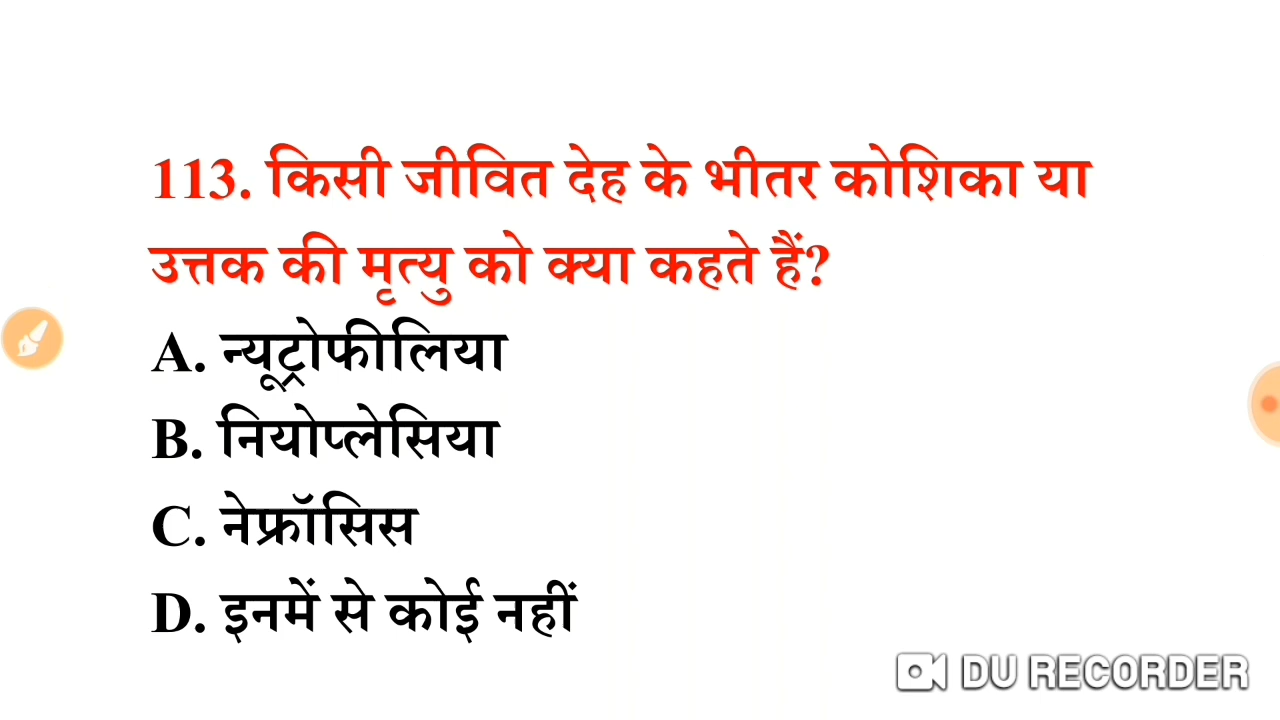 113. किसी जीवित देह के भीतर कोशिका या
उत्तक की मृत्यु को क्या कहते हैं?
A. न्यूट्रोफीलिया
B. नियोप्लेसिया
C. नेफ्रॉसिस
D. इनमें से कोई नहीं
DU RECORDER